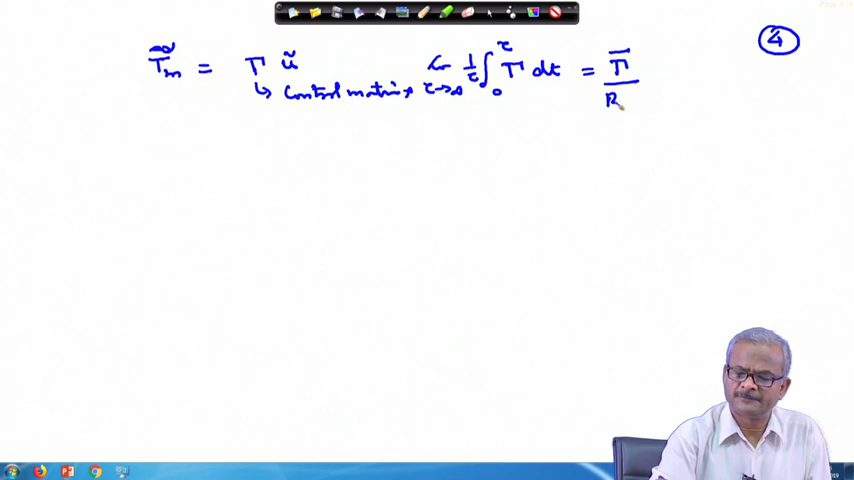 4
T̃m = Γ ũ Lt 1/τ ∫₀^τ Γ dt = Γ̄
↳ Control matrix, τ→∞
R